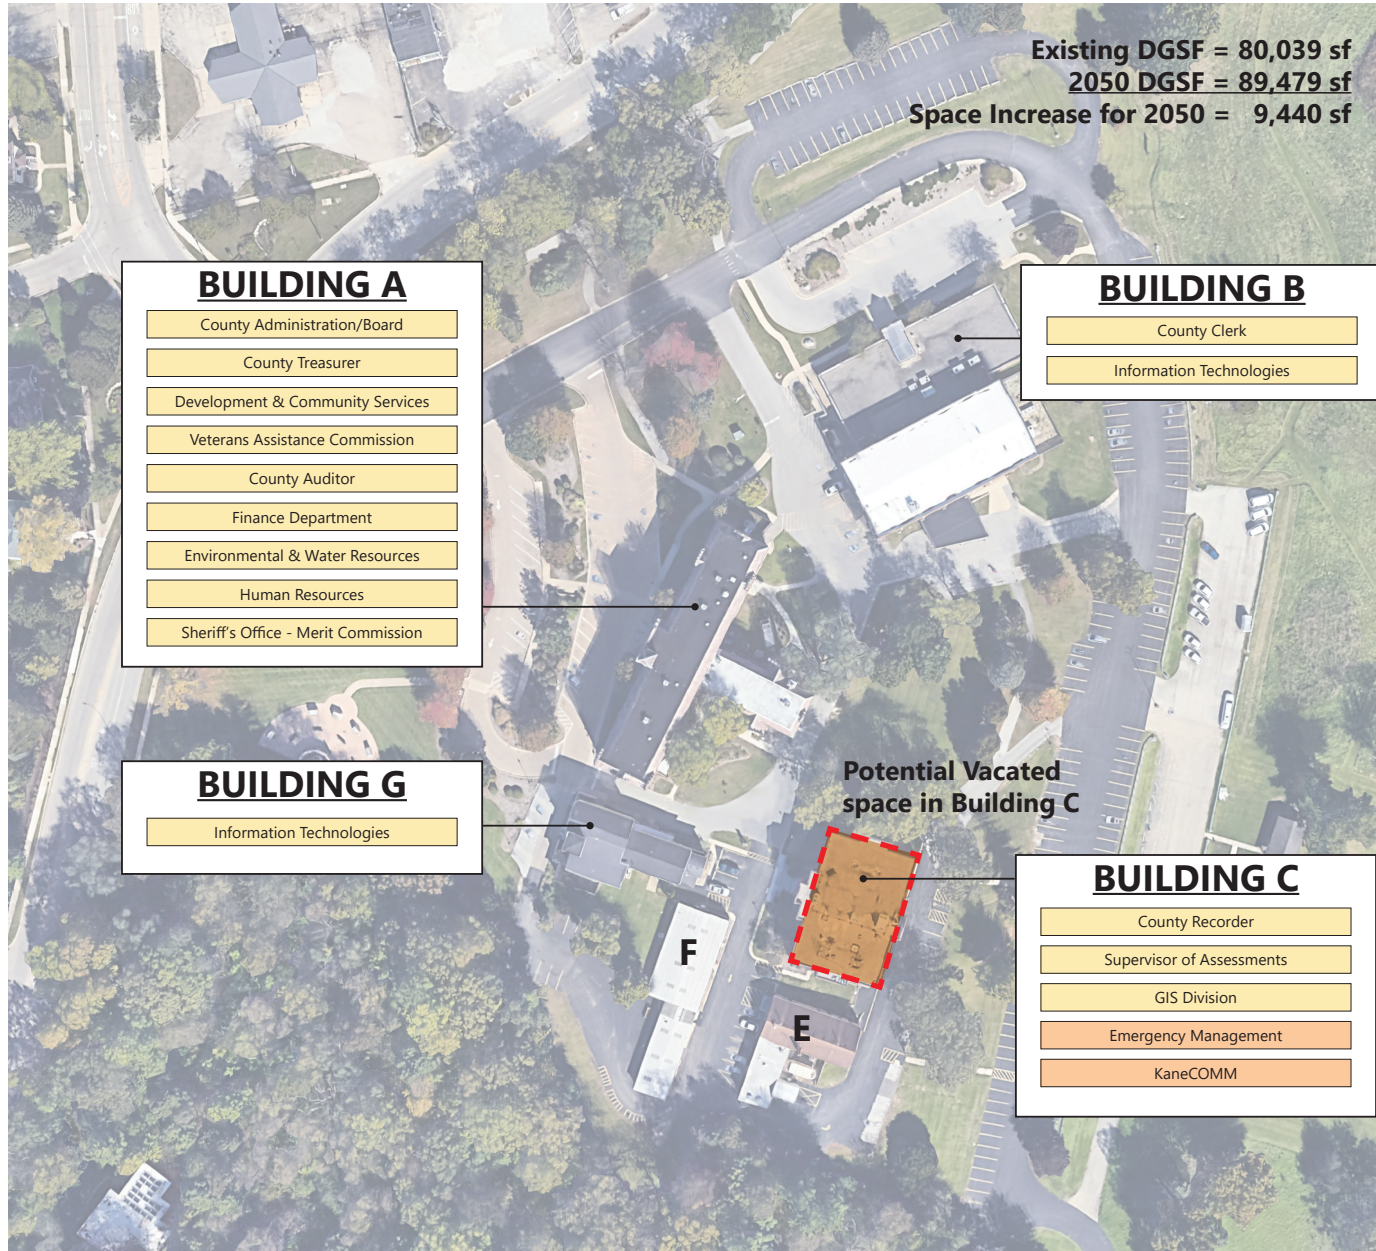 Existing DGSF = 80,039 sf
2050 DGSF = 89,479 sf
Space Increase for 2050 = 9,440 sf
BUILDING A
County Administration/Board
County Treasurer
Development & Community Services
Veterans Assistance Commission
County Auditor
Finance Department
Environmental & Water Resources
Human Resources
Sheriff's Office - Merit Commission
BUILDING B
County Clerk
Information Technologies
BUILDING G
Information Technologies
Potential Vacated
space in Building C
BUILDING C
County Recorder
Supervisor of Assessments
GIS Division
Emergency Management
KaneCOMM
F
E